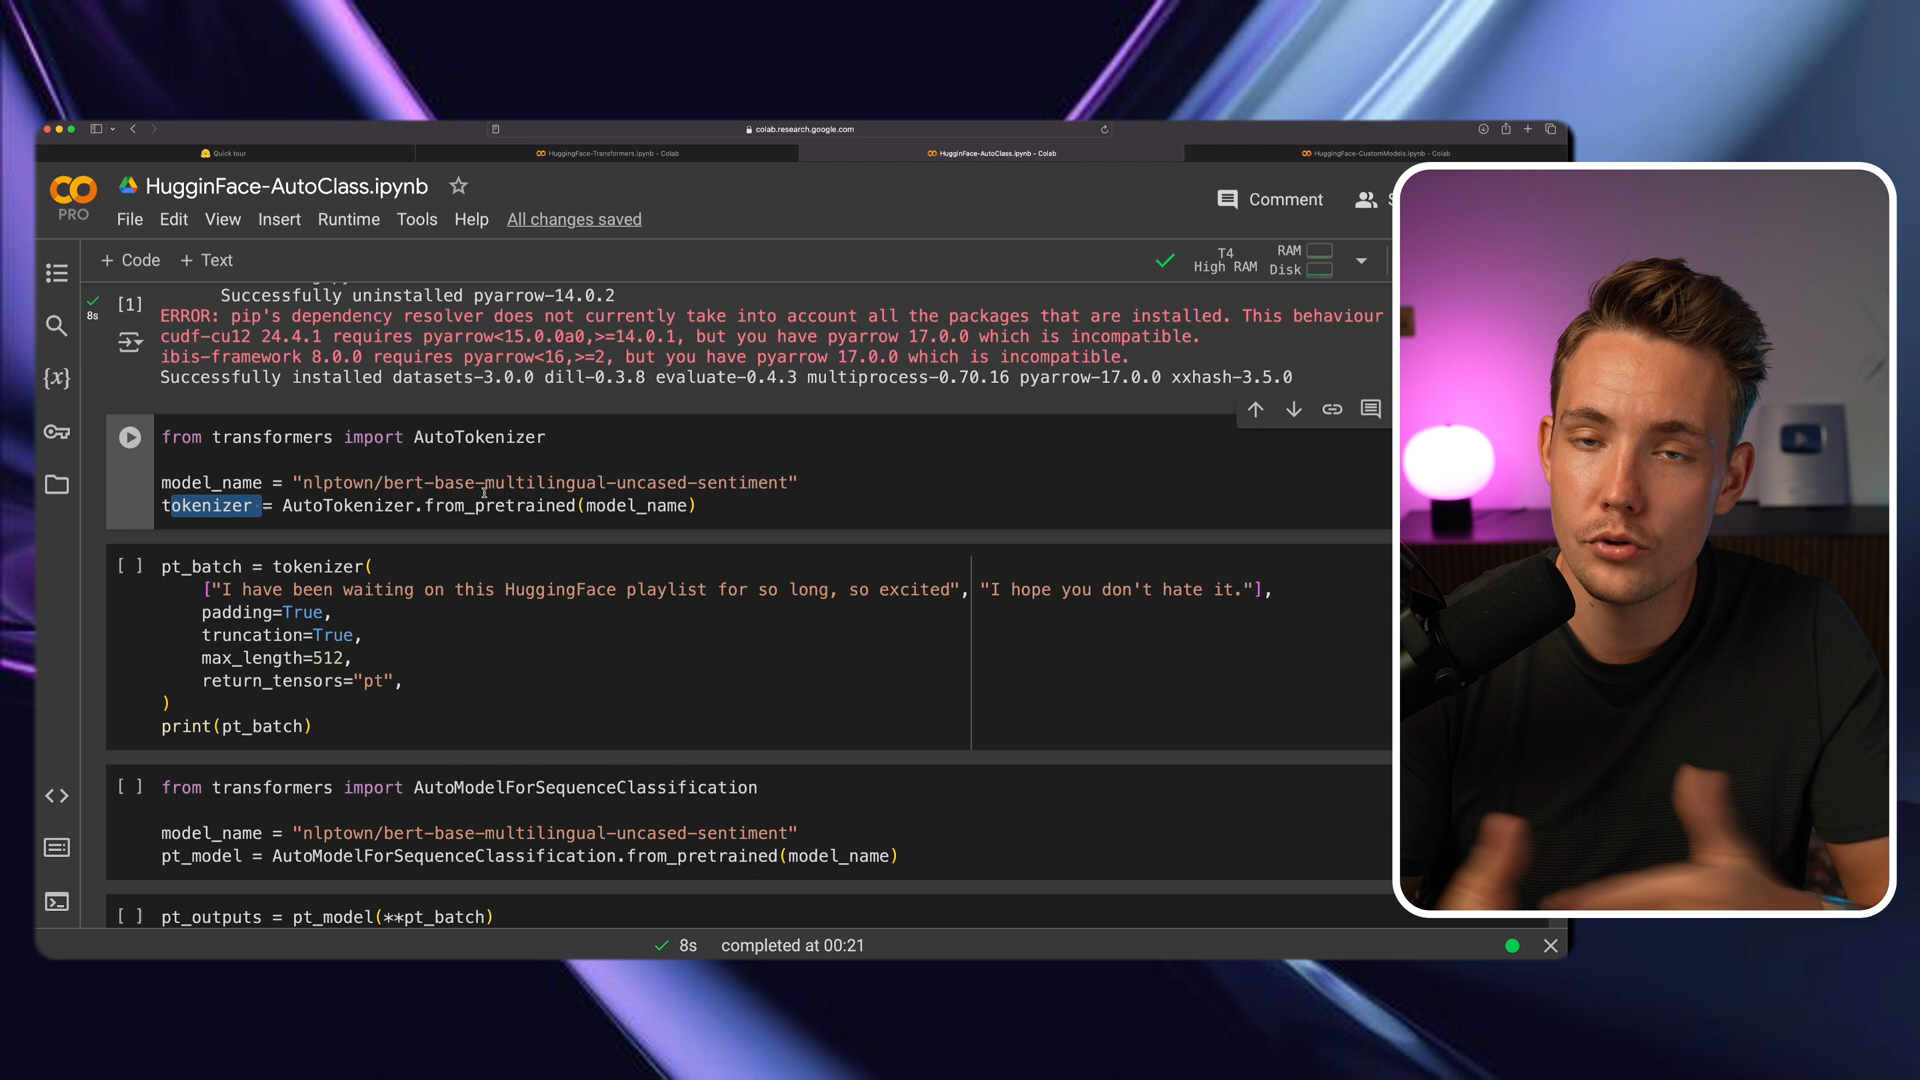 colab.research.google.com
Quick tour
HuggingFace-Transformers.ipynb - Colab
HugginFace-AutoClass.ipynb - Colab
HuggingFace-CustomModels.ipynb - Colab
CO
PRO
HugginFace-AutoClass.ipynb
File Edit View Insert Runtime Tools Help All changes saved
Comment
+ Code + Text
T4
High RAM
RAM
Disk
8s
[1]
Successfully uninstalled pyarrow-14.0.2
ERROR: pip's dependency resolver does not currently take into account all the packages that are installed. This behaviour
cudf-cu12 24.4.1 requires pyarrow<15.0.0a0,>=14.0.1, but you have pyarrow 17.0.0 which is incompatible.
ibis-framework 8.0.0 requires pyarrow<16,>=2, but you have pyarrow 17.0.0 which is incompatible.
Successfully installed datasets-3.0.0 dill-0.3.8 evaluate-0.4.3 multiprocess-0.70.16 pyarrow-17.0.0 xxhash-3.5.0
from transformers import AutoTokenizer
model_name = "nlptown/bert-base-multilingual-uncased-sentiment"
tokenizer = AutoTokenizer.from_pretrained(model_name)
[ ] pt_batch = tokenizer(
["I have been waiting on this HuggingFace playlist for so long, so excited", "I hope you don't hate it."],
padding=True,
truncation=True,
max_length=512,
return_tensors="pt",
)
print(pt_batch)
[ ] from transformers import AutoModelForSequenceClassification
model_name = "nlptown/bert-base-multilingual-uncased-sentiment"
pt_model = AutoModelForSequenceClassification.from_pretrained(model_name)
[ ] pt_outputs = pt_model(**pt_batch)
8s completed at 00:21